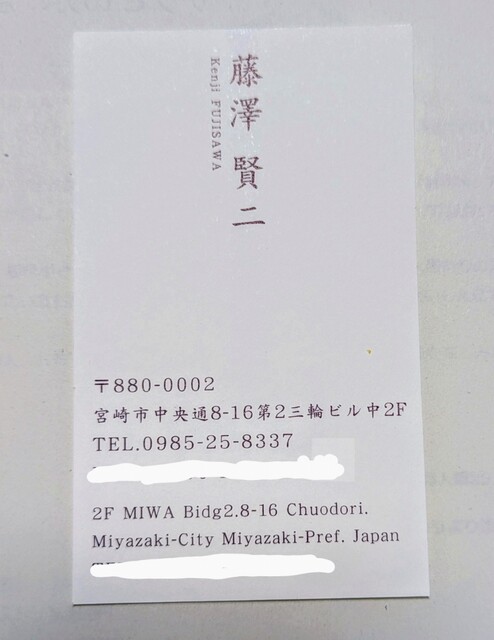 藤澤 賢二
Kenji FUJISAWA
〒880-0002
宮崎市中央通8-16第2三輪ビル中2F
TEL.0985-25-8337
2F MIWA Bidg2.8-16 Chuodori.
Miyazaki-City Miyazaki-Pref. Japan